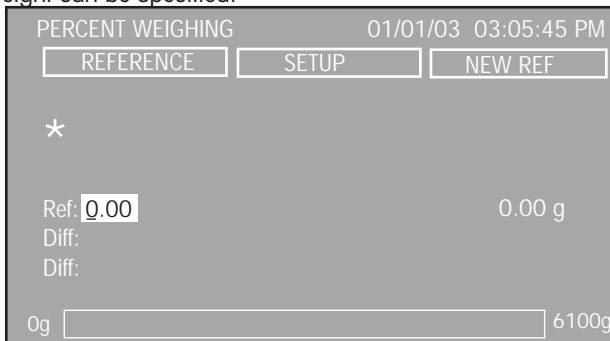 PERCENT WEIGHING 01/01/03 03:05:45 PM
REFERENCE SETUP NEW REF
*
Ref: 0.00 0.00 g
Diff:
Diff:
0g 6100g